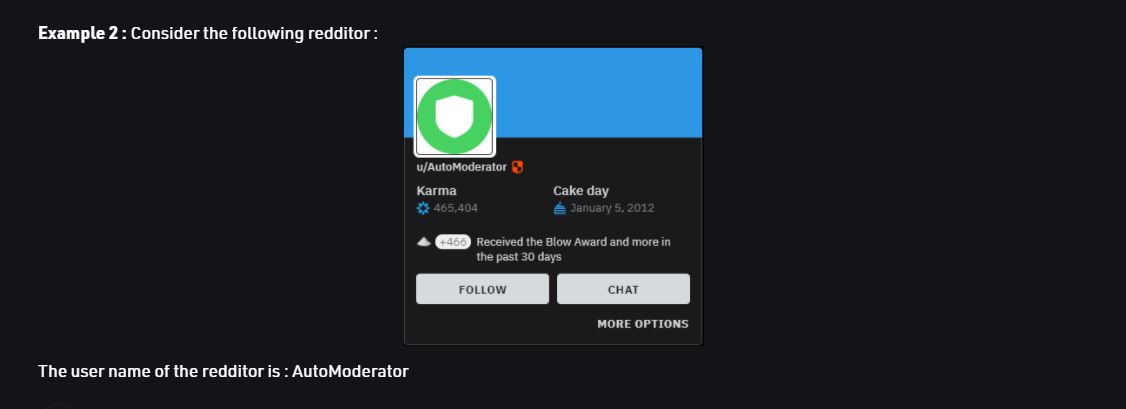 Example 2 : Consider the following redditor :
u/AutoModerator
Karma
Cake day
465,404
January 5, 2012
+466 Received the Blow Award and more in
the past 30 days
FOLLOW
CHAT
MORE OPTIONS
The user name of the redditor is : AutoModerator